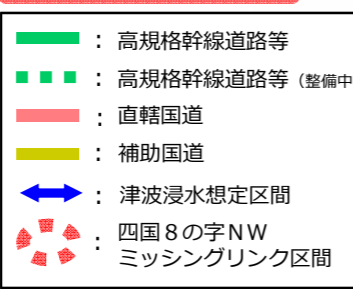 ：高規格幹線道路等
：高規格幹線道路等（整備中
：直轄国道
：補助国道
：津波浸水想定区間
：四国８の字ＮＷ
ミッシングリンク区間